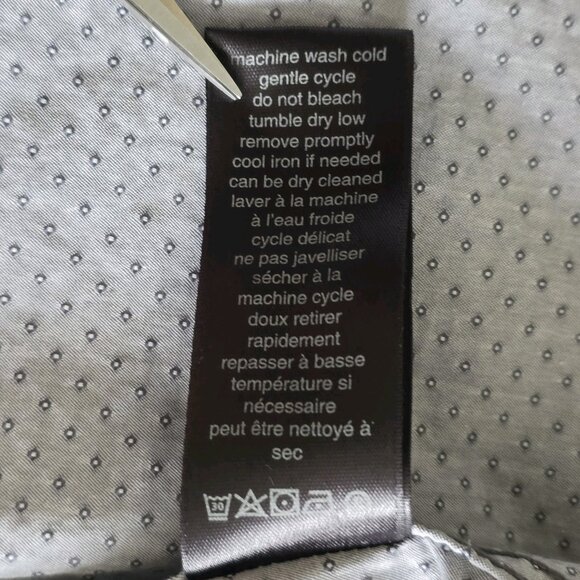 machine wash cold
gentle cycle
do not bleach
tumble dry low
remove promptly
cool iron if needed
can be dry cleaned
laver à la machine
à l'eau froide
cycle délicat
ne pas javelliser
sécher à la
machine cycle
doux retirer
rapidement
repasser à basse
température si
nécessaire
peut être nettoyé à
sec
30